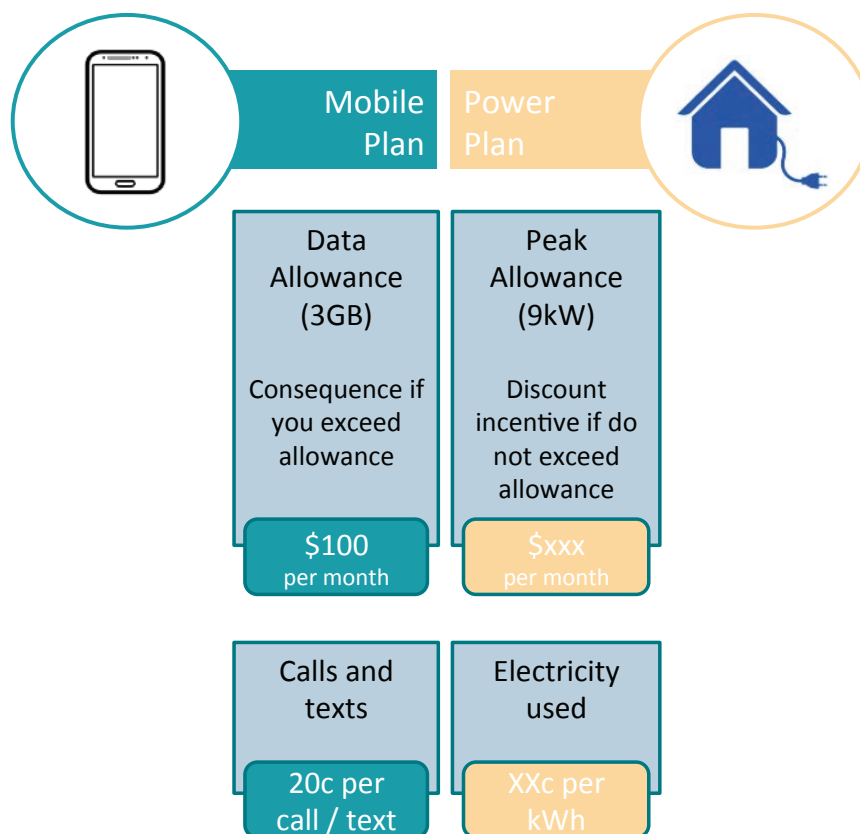 Mobile
Plan
Power
Plan
Data
Allowance
(3GB)
Consequence if
you exceed
allowance
$100
per month
Peak
Allowance
(9kW)
Discount
incentive if do
not exceed
allowance
$xxx
per month
Calls and
texts
20c per
call / text
Electricity
used
XXc per
kWh